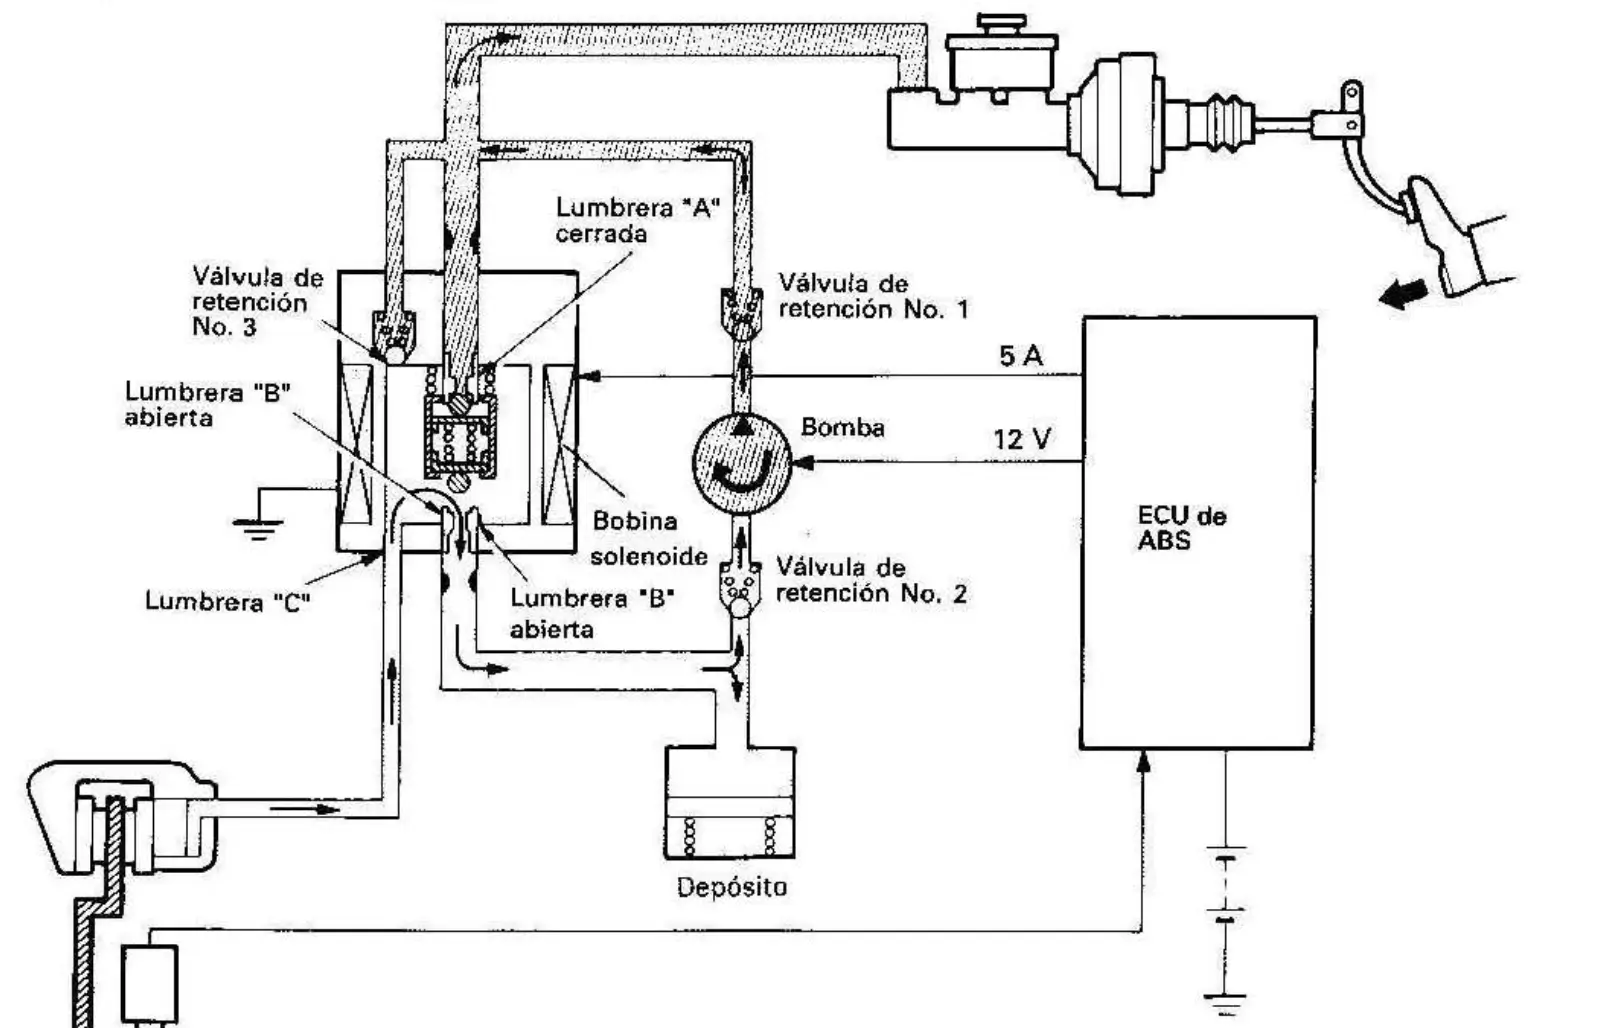 Lumbrera "A"
cerrada
Válvula de
retención
No. 3
Válvula de
retención No. 1
5 A
Lumbrera "B"
abierta
Bomba
12 V
Bobina
solenoide
ECU de
ABS
Válvula de
retención No. 2
Lumbrera "C"
Lumbrera "B"
abierta
Depósito